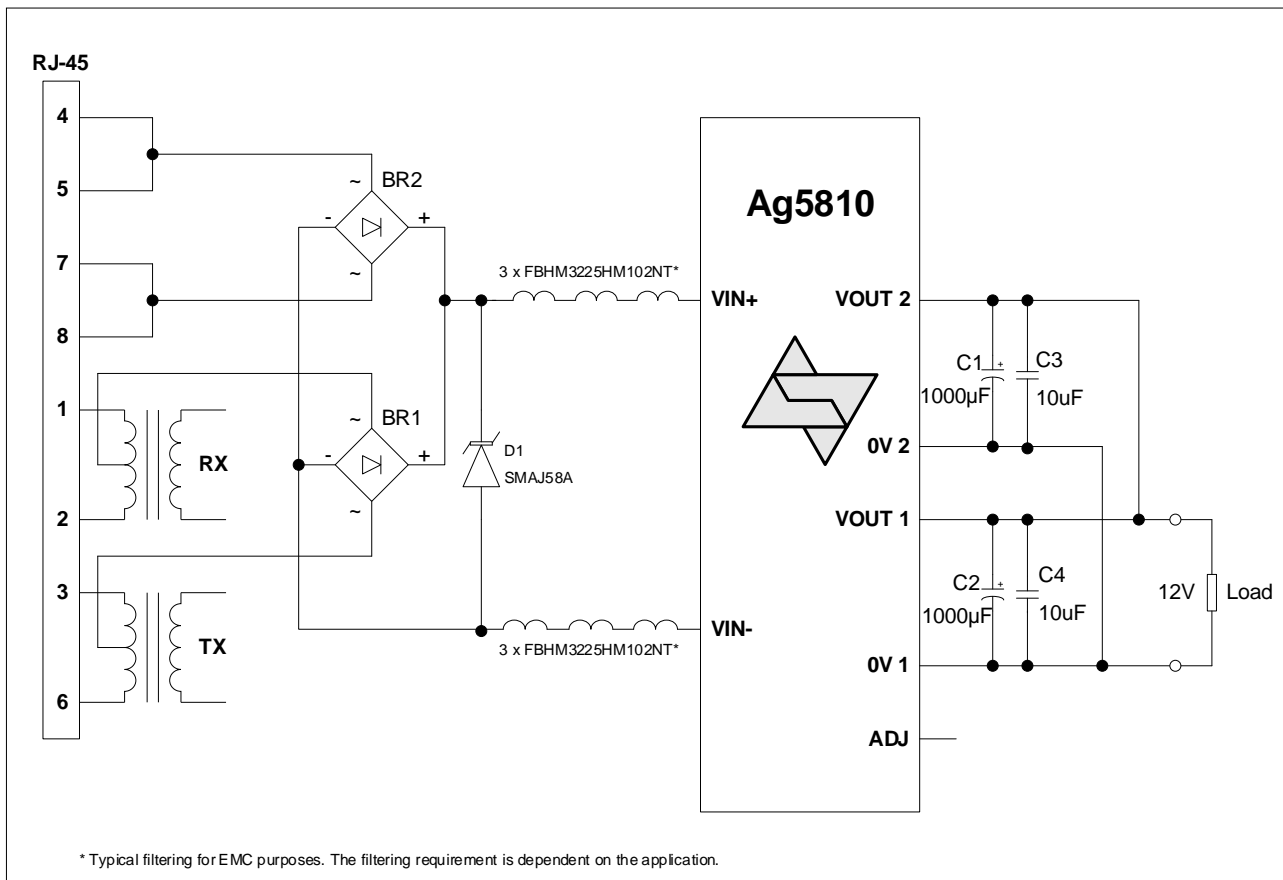 RJ-45
4
5
7
8
1
2
3
6
RX
TX
~
BR2
-
+
~
~
BR1
-
+
~
3 x FBHM3225HM102NT*
D1
SMAJ58A
3 x FBHM3225HM102NT*
Ag5810
VIN+
VIN-
VOUT 2
0V 2
VOUT 1
0V 1
ADJ
C1
+
1000µF
C3
10uF
C2
+
1000µF
C4
10uF
12V
Load
* Typical filtering for EMC purposes. The filtering requirement is dependent on the application.